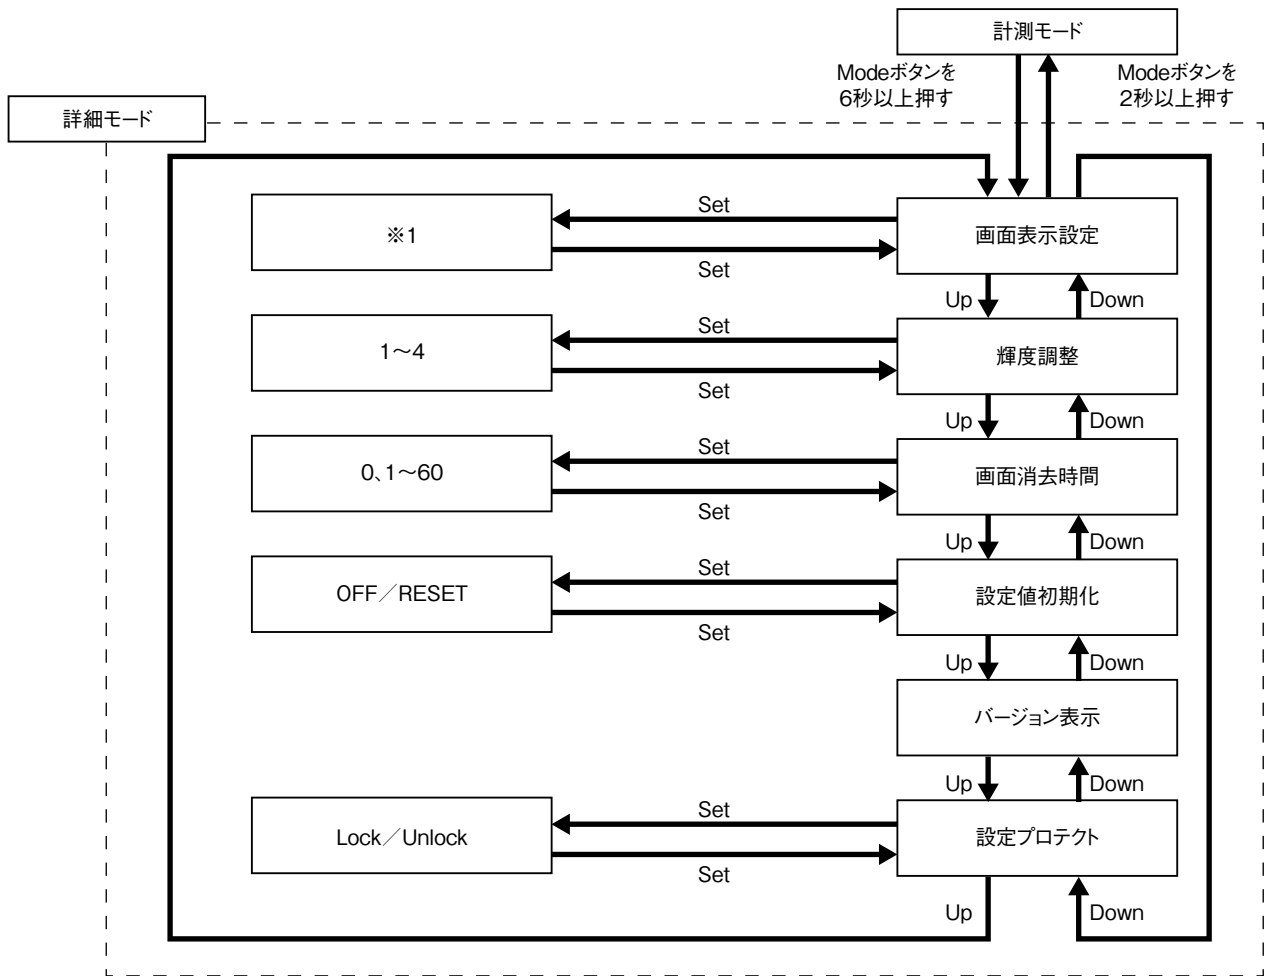 計測モード
Modeボタンを
6秒以上押す
Modeボタンを
2秒以上押す
詳細モード
※1
Set
Set
画面表示設定
Up
Down
1～4
Set
Set
輝度調整
Up
Down
0、1～60
Set
Set
画面消去時間
Up
Down
OFF／RESET
Set
Set
設定値初期化
Up
Down
バージョン表示
Up
Down
Lock／Unlock
Set
Set
設定プロテクト
Up
Down